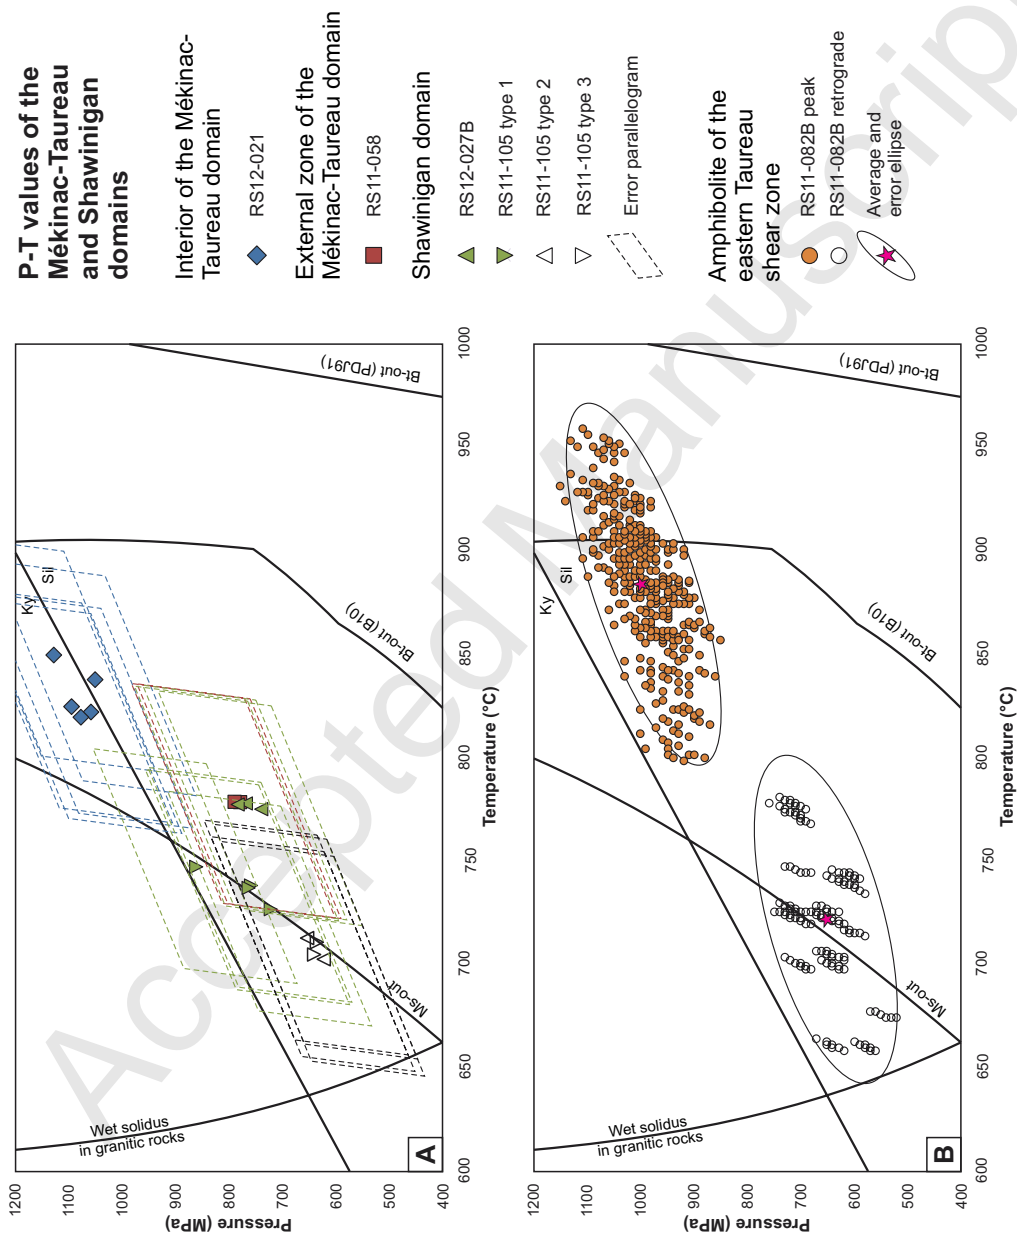 P-T values of the
Mékinac-Taureau
and Shawinigan
domains
Interior of the Mékinac-
Taureau domain
RS12-021
External zone of the
Mékinac-Taureau domain
RS11-058
Shawinigan domain
RS12-027B
RS11-105 type 1
RS11-105 type 2
RS11-105 type 3
Error parallelogram
Amphibolite of the
eastern Taureau
shear zone
RS11-082B peak
RS11-082B retrograde
Average and
error ellipse
A
Pressure (MPa)
1200
1100
1000
900
800
700
600
500
400
Temperature (°C)
600
650
700
750
800
850
900
950
1000
Wet solidus
in granitic rocks
Ms-out
Ky
Sil
Bt-out (B10)
Bt-out (PDJ91)
B
Pressure (MPa)
1200
1100
1000
900
800
700
600
500
400
Temperature (°C)
600
650
700
750
800
850
900
950
1000
Wet solidus
in granitic rocks
Ms-out
Ky
Sil
Bt-out (B10)
Bt-out (PDJ91)
Accepted Manuscrip